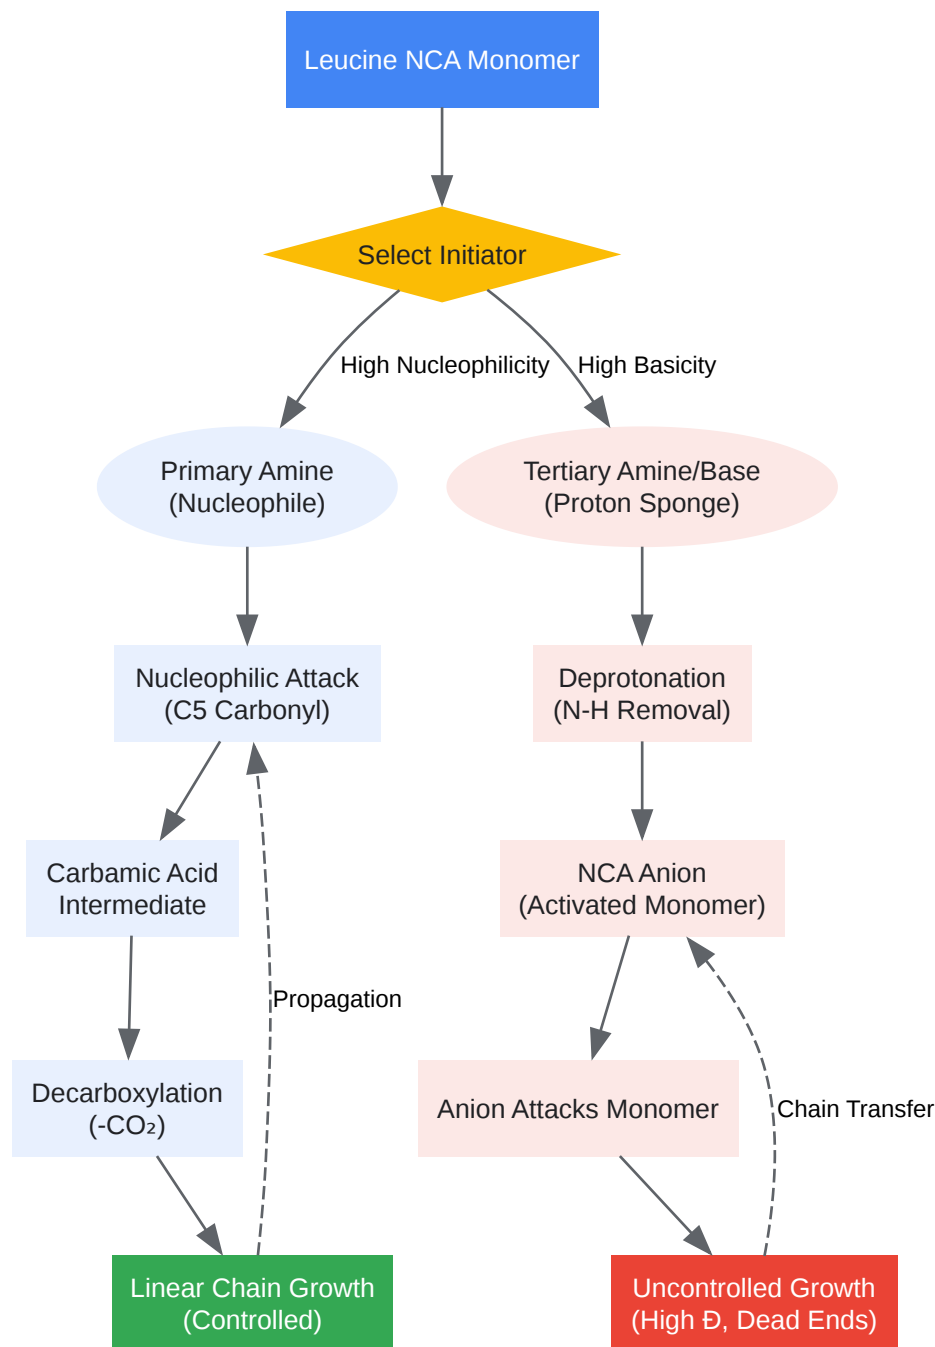 Leucine NCA Monomer
Select Initiator
High Nucleophilicity
High Basicity
Primary Amine
(Nucleophile)
Tertiary Amine/Base
(Proton Sponge)
Nucleophilic Attack
(C5 Carbonyl)
Deprotonation
(N-H Removal)
Carbamic Acid
Intermediate
NCA Anion
(Activated Monomer)
Propagation
Decarboxylation
(-CO₂)
Anion Attacks Monomer
Chain Transfer
Linear Chain Growth
(Controlled)
Uncontrolled Growth
(High Đ, Dead Ends)